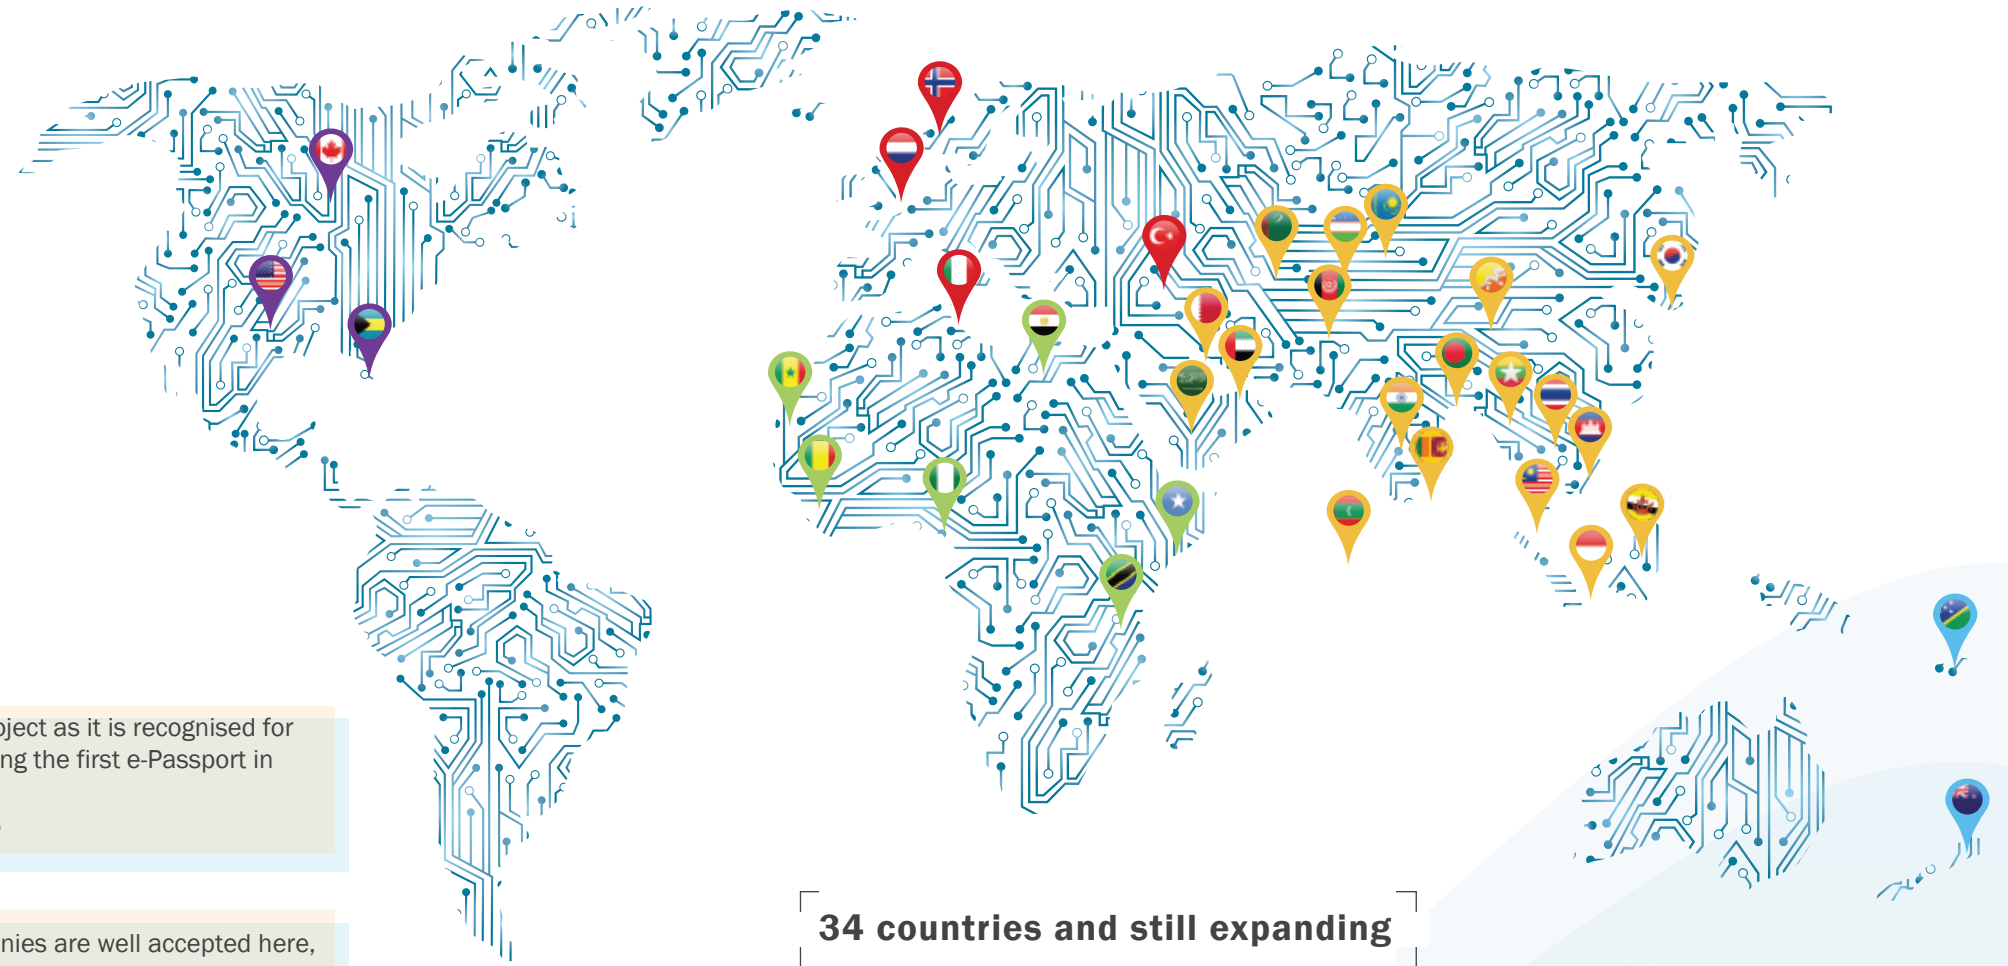 oject as it is recognised for
ng the first e-Passport in
nies are well accepted here,
34 countries and still expanding